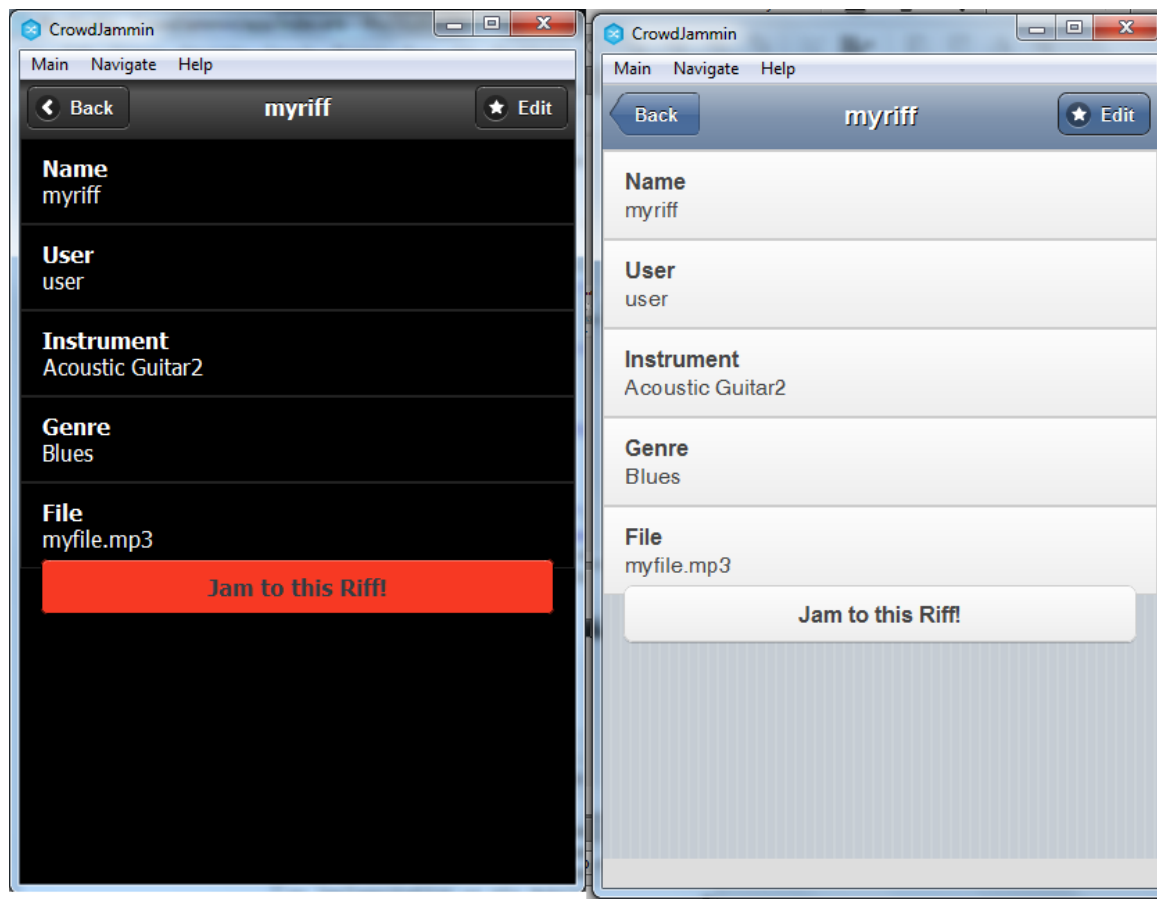 CrowdJammin
Main Navigate Help
Back myriff Edit
Name
myriff
User
user
Instrument
Acoustic Guitar2
Genre
Blues
File
myfile.mp3
Jam to this Riff!
CrowdJammin
Main Navigate Help
Back myriff Edit
Name
myriff
User
user
Instrument
Acoustic Guitar2
Genre
Blues
File
myfile.mp3
Jam to this Riff!